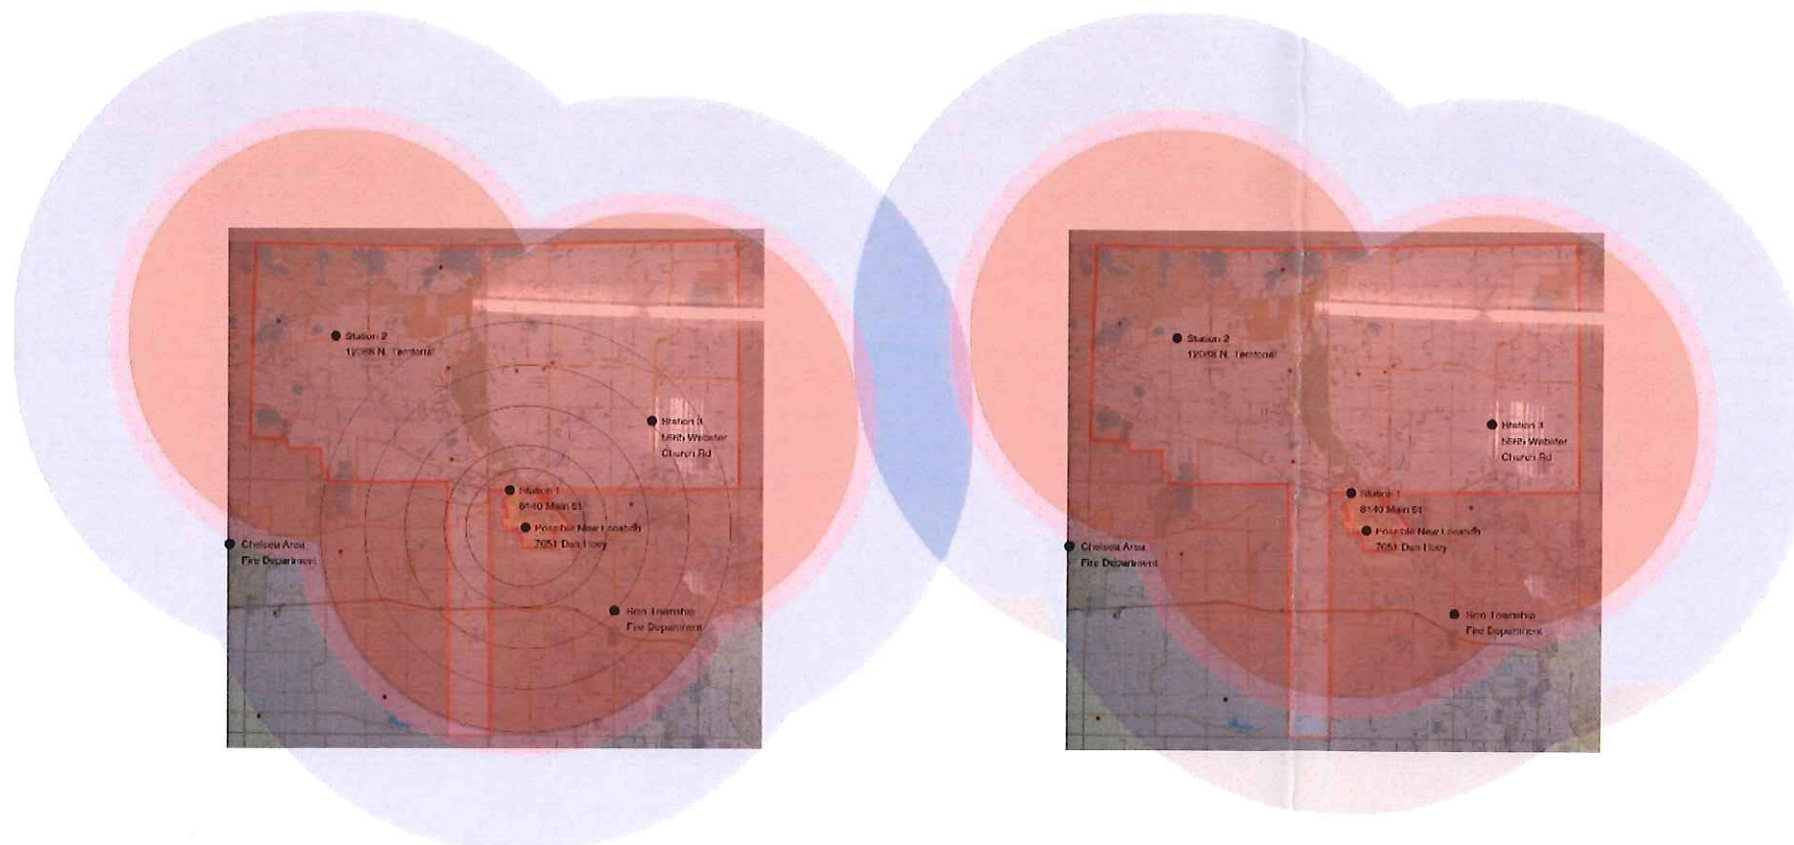 Station 2
12088 N. Territorial
Station 3
5665 Webster
Church Rd
Station 1
8140 Main St
Possible New Location
7651 Dan Hoey
Chelsea Area
Fire Department
Scio Township
Fire Department
Station 2
12088 N. Territorial
Station 3
5665 Webster
Church Rd
Station 1
8140 Main St
Possible New Location
7651 Dan Hoey
Chelsea Area
Fire Department
Scio Township
Fire Department